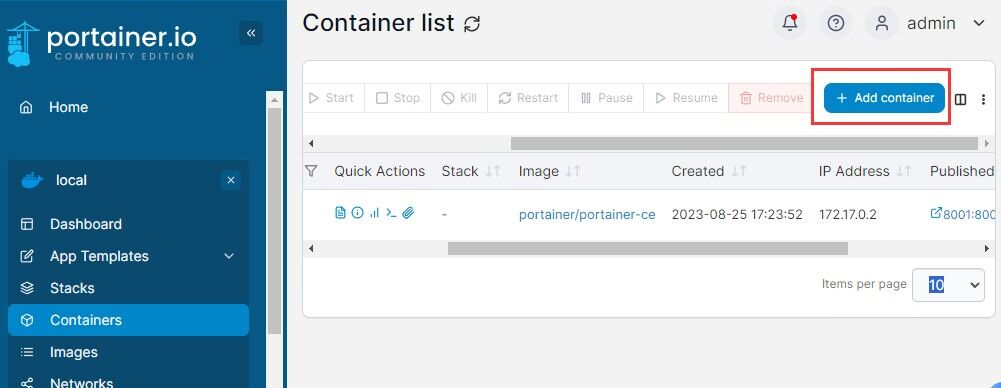 portainer.io
COMMUNITY EDITION
Home
local
Dashboard
App Templates
Stacks
Containers
Images
Networks
Container list
admin
Start Stop Kill Restart Pause Resume Remove + Add container
Quick Actions Stack Image Created IP Address Published
- portainer/portainer-ce 2023-08-25 17:23:52 172.17.0.2 8001:800
Items per page 10